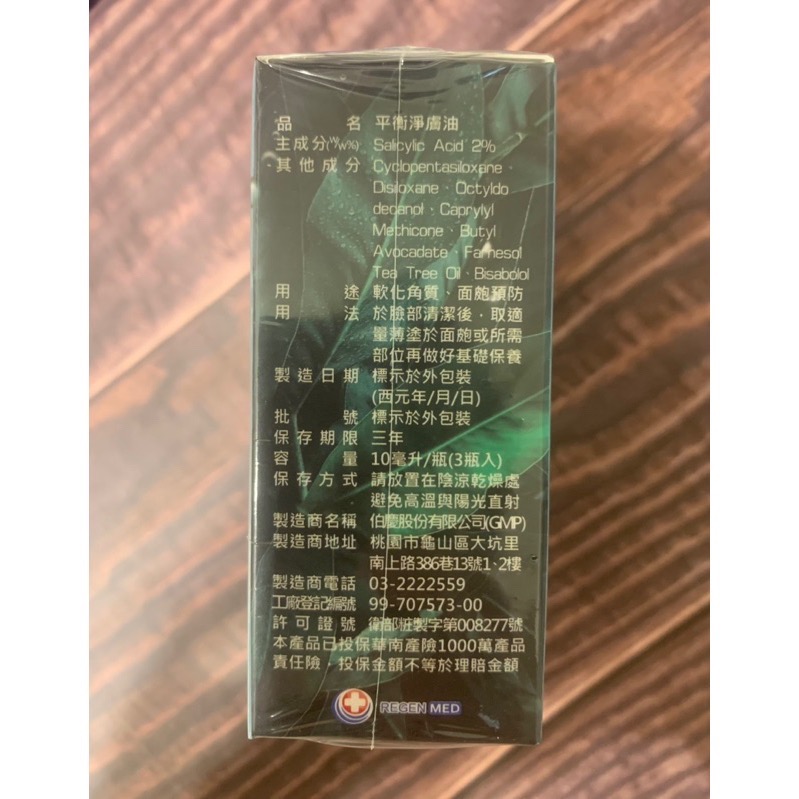 品名 平衡淨膚油
主成分(W/W%) Salicylic Acid 2%
其他成分 Cyclopentasiloxane、
Disiloxane、Octyldo
decanol、Caprylyl
Methicone、Butyl
Avocadate、Farnesol
Tea Tree Oil、Bisabolol
用途 軟化角質、面皰預防
用法 於臉部清潔後，取適
量薄塗於面皰或所需
部位再做好基礎保養
製造日期 標示於外包裝
(西元年/月/日)
批號 標示於外包裝
保存期限 三年
容量 10毫升/瓶(3瓶入)
保存方式 請放置在陰涼乾燥處
避免高溫與陽光直射
製造商名稱 伯慶股份有限公司(GMP)
製造商地址 桃園市龜山區大坑里
南上路386巷13號1、2樓
製造商電話 03-2222559
工廠登記編號 99-707573-00
許可證號 衛部粧製字第008277號
本產品已投保華南產險1000萬產品
責任險，投保金額不等於理賠金額
REGEN MED